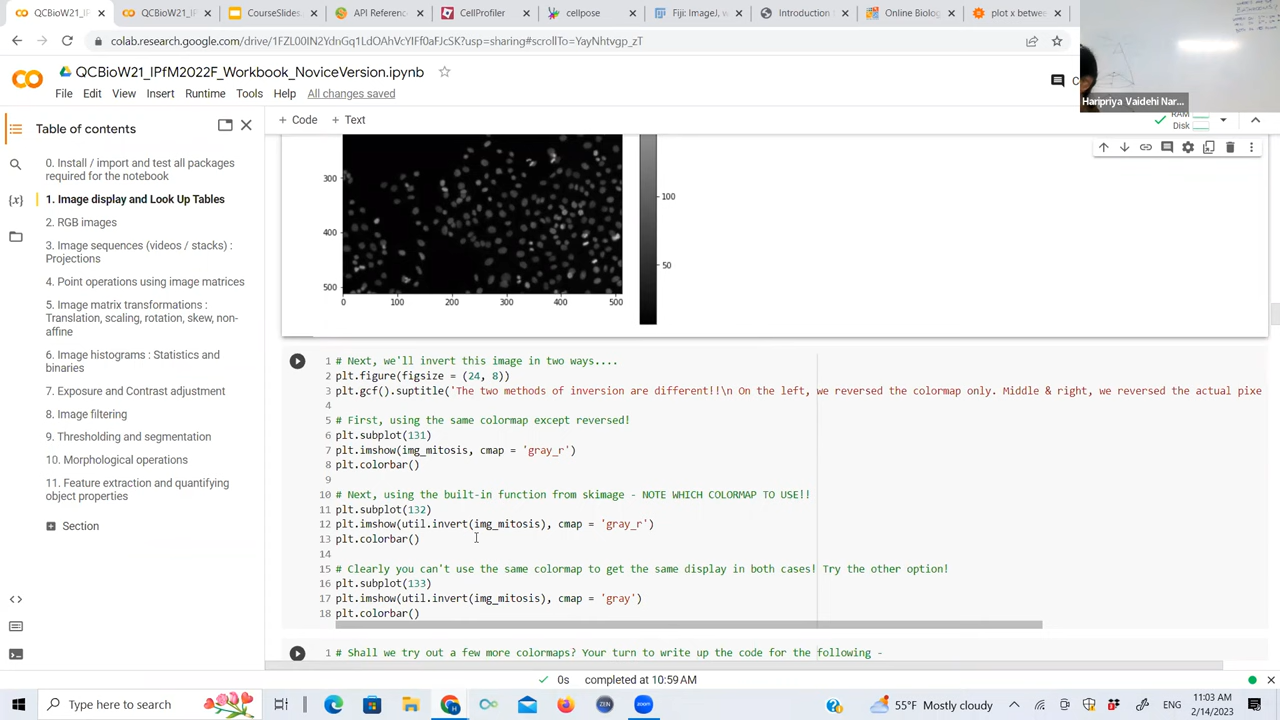 QCBioW21_IP
QCBioW21_IP
CourseSlides.
API Referenc
CellProfiler
cellpose
Fiji: ImageJ, v
Introduction
Online Biolog
plot x betwee
colab.research.google.com/drive/1FZL00IN2YdnGq1LdOAhVcYIFf0aFJcSK?usp=sharing#scrollTo=YayNhtvgp_zT
QCBioW21_IPfM2022F_Workbook_NoviceVersion.ipynb
File Edit View Insert Runtime Tools Help All changes saved
Haripriya Vaidehi Nar...
Table of contents
+ Code + Text
RAM
Disk
0. Install / import and test all packages
required for the notebook
1. Image display and Look Up Tables
2. RGB images
3. Image sequences (videos / stacks) :
Projections
4. Point operations using image matrices
5. Image matrix transformations :
Translation, scaling, rotation, skew, non-
affine
6. Image histograms : Statistics and
binaries
7. Exposure and Contrast adjustment
8. Image filtering
9. Thresholding and segmentation
10. Morphological operations
11. Feature extraction and quantifying
object properties
Section
300
400
500
0 100 200 300 400 500
100
50
1 # Next, we'll invert this image in two ways....
2 plt.figure(figsize = (24, 8))
3 plt.gcf().suptitle('The two methods of inversion are different!!\n On the left, we reversed the colormap only. Middle & right, we reversed the actual pixe
4
5 # First, using the same colormap except reversed!
6 plt.subplot(131)
7 plt.imshow(img_mitosis, cmap = 'gray_r')
8 plt.colorbar()
9
10 # Next, using the built-in function from skimage - NOTE WHICH COLORMAP TO USE!!
11 plt.subplot(132)
12 plt.imshow(util.invert(img_mitosis), cmap = 'gray_r')
13 plt.colorbar()
14
15 # Clearly you can't use the same colormap to get the same display in both cases! Try the other option!
16 plt.subplot(133)
17 plt.imshow(util.invert(img_mitosis), cmap = 'gray')
18 plt.colorbar()
1 # Shall we try out a few more colormaps? Your turn to write up the code for the following -
0s completed at 10:59 AM
Type here to search
ZEN
zoom
55°F Mostly cloudy
ENG
11:03 AM
2/14/2023